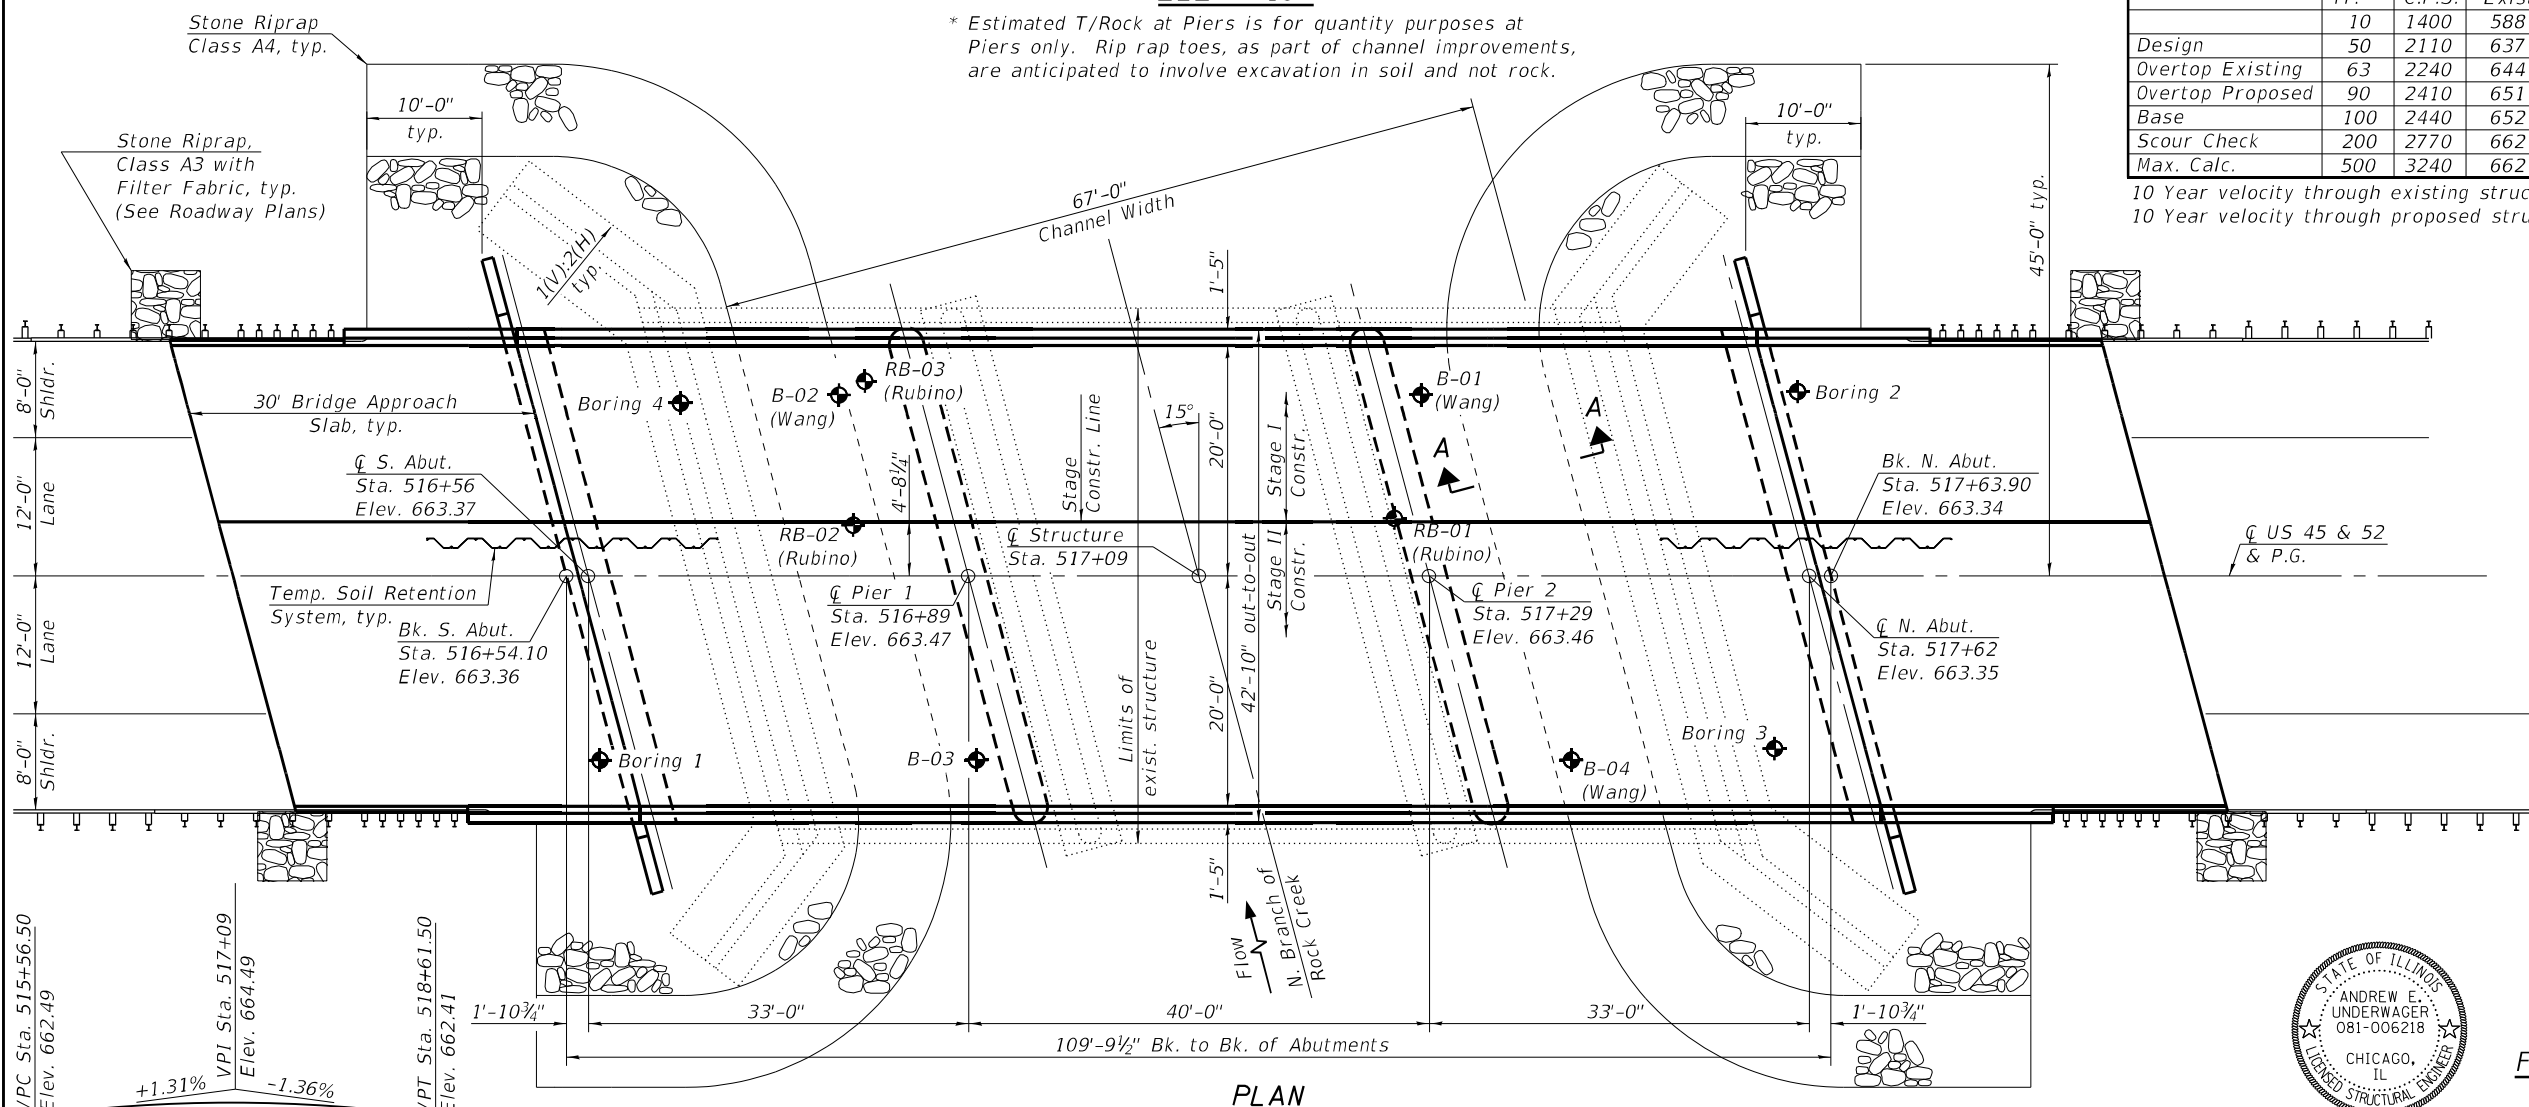 * Estimated T/Rock at Piers is for quantity purposes at
Piers only. Rip rap toes, as part of channel improvements,
are anticipated to involve excavation in soil and not rock.
10 1400 588
Design 50 2110 637
Overtop Existing 63 2240 644
Overtop Proposed 90 2410 651
Base 100 2440 652
Scour Check 200 2770 662
Max. Calc. 500 3240 662
10 Year velocity through existing
10 Year velocity through proposed
Stone Riprap
Class A4, typ.
Stone Riprap,
Class A3 with
Filter Fabric, typ.
(See Roadway Plans)
10'-0"
typ.
1(V):2(H)
typ.
67'-0"
Channel Width
10'-0"
typ.
45'-0" typ.
1'-5"
8'-0"
Shldr.
12'-0"
Lane
12'-0"
Lane
8'-0"
Shldr.
30' Bridge Approach
Slab, typ.
Boring 4
B-02
(Wang)
RB-03
(Rubino)
B-01
(Wang)
Boring 2
A
A
15°
20'-0"
Stage I
Constr.
Stage
Constr. Line
4'-8¼"
℄ S. Abut.
Sta. 516+56
Elev. 663.37
Bk. N. Abut.
Sta. 517+63.90
Elev. 663.34
RB-02
(Rubino)
℄ Structure
Sta. 517+09
RB-01
(Rubino)
℄ US 45 & 52
& P.G.
Temp. Soil Retention
System, typ.
Bk. S. Abut.
Sta. 516+54.10
Elev. 663.36
℄ Pier 1
Sta. 516+89
Elev. 663.47
Stage II
Constr.
℄ Pier 2
Sta. 517+29
Elev. 663.46
℄ N. Abut.
Sta. 517+62
Elev. 663.35
Limits of
exist. structure
20'-0"
42'-10" out-to-out
Boring 1
B-03
B-04
(Wang)
Boring 3
1'-5"
Flow
N. Branch of
Rock Creek
Sta. 515+56.50
Elev. 662.49
VPI Sta. 517+09
Elev. 664.49
Sta. 518+61.50
Elev. 662.41
+1.31%
-1.36%
1'-10¾"
33'-0"
40'-0"
33'-0"
1'-10¾"
109'-9½" Bk. to Bk. of Abutments
PLAN
STATE OF ILLINOIS
ANDREW E.
UNDERWAGER
081-006218
CHICAGO,
IL
LICENSED STRUCTURAL ENGINEER